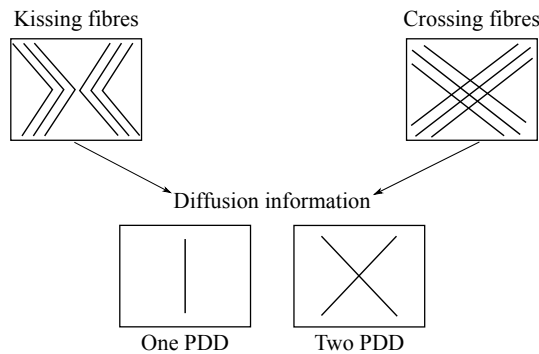 Kissing fibres
Crossing fibres
Diffusion information
One PDD
Two PDD